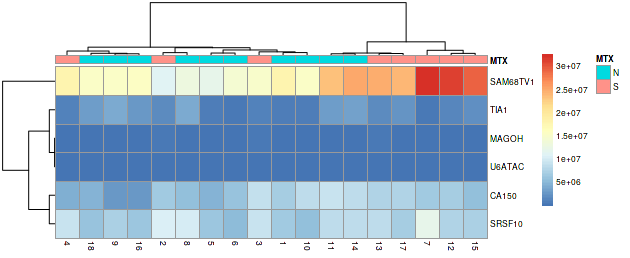 MTX
SAM68TV1
TIA1
MAGOH
U6ATAC
CA150
SRSF10
4 18 9 16 2 8 5 6 3 1 10 11 14 13 17 7 12 15
3e+07
2.5e+07
2e+07
1.5e+07
1e+07
5e+06
MTX
N
S